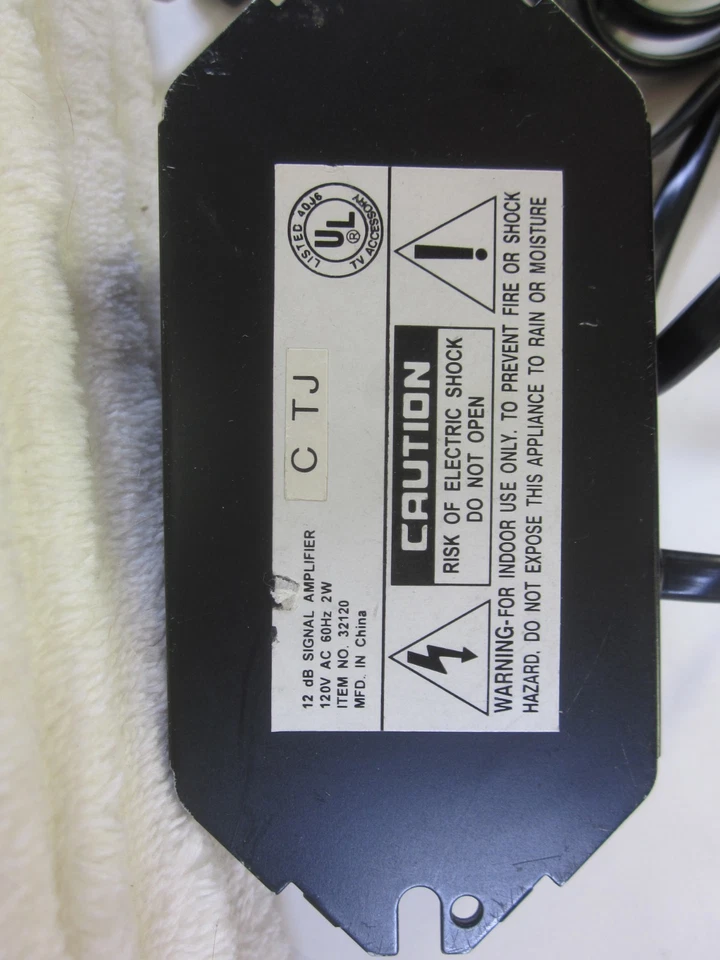 12 dB SIGNAL AMPLIFIER
120V AC 60Hz 2W
ITEM NO. 32120
MFD. IN China
C TJ
LISTED 40J6
UL
®
TV ACCESSORY
CAUTION
RISK OF ELECTRIC SHOCK
DO NOT OPEN
WARNING-FOR INDOOR USE ONLY. TO PREVENT FIRE OR SHOCK
HAZARD, DO NOT EXPOSE THIS APPLIANCE TO RAIN OR MOISTURE